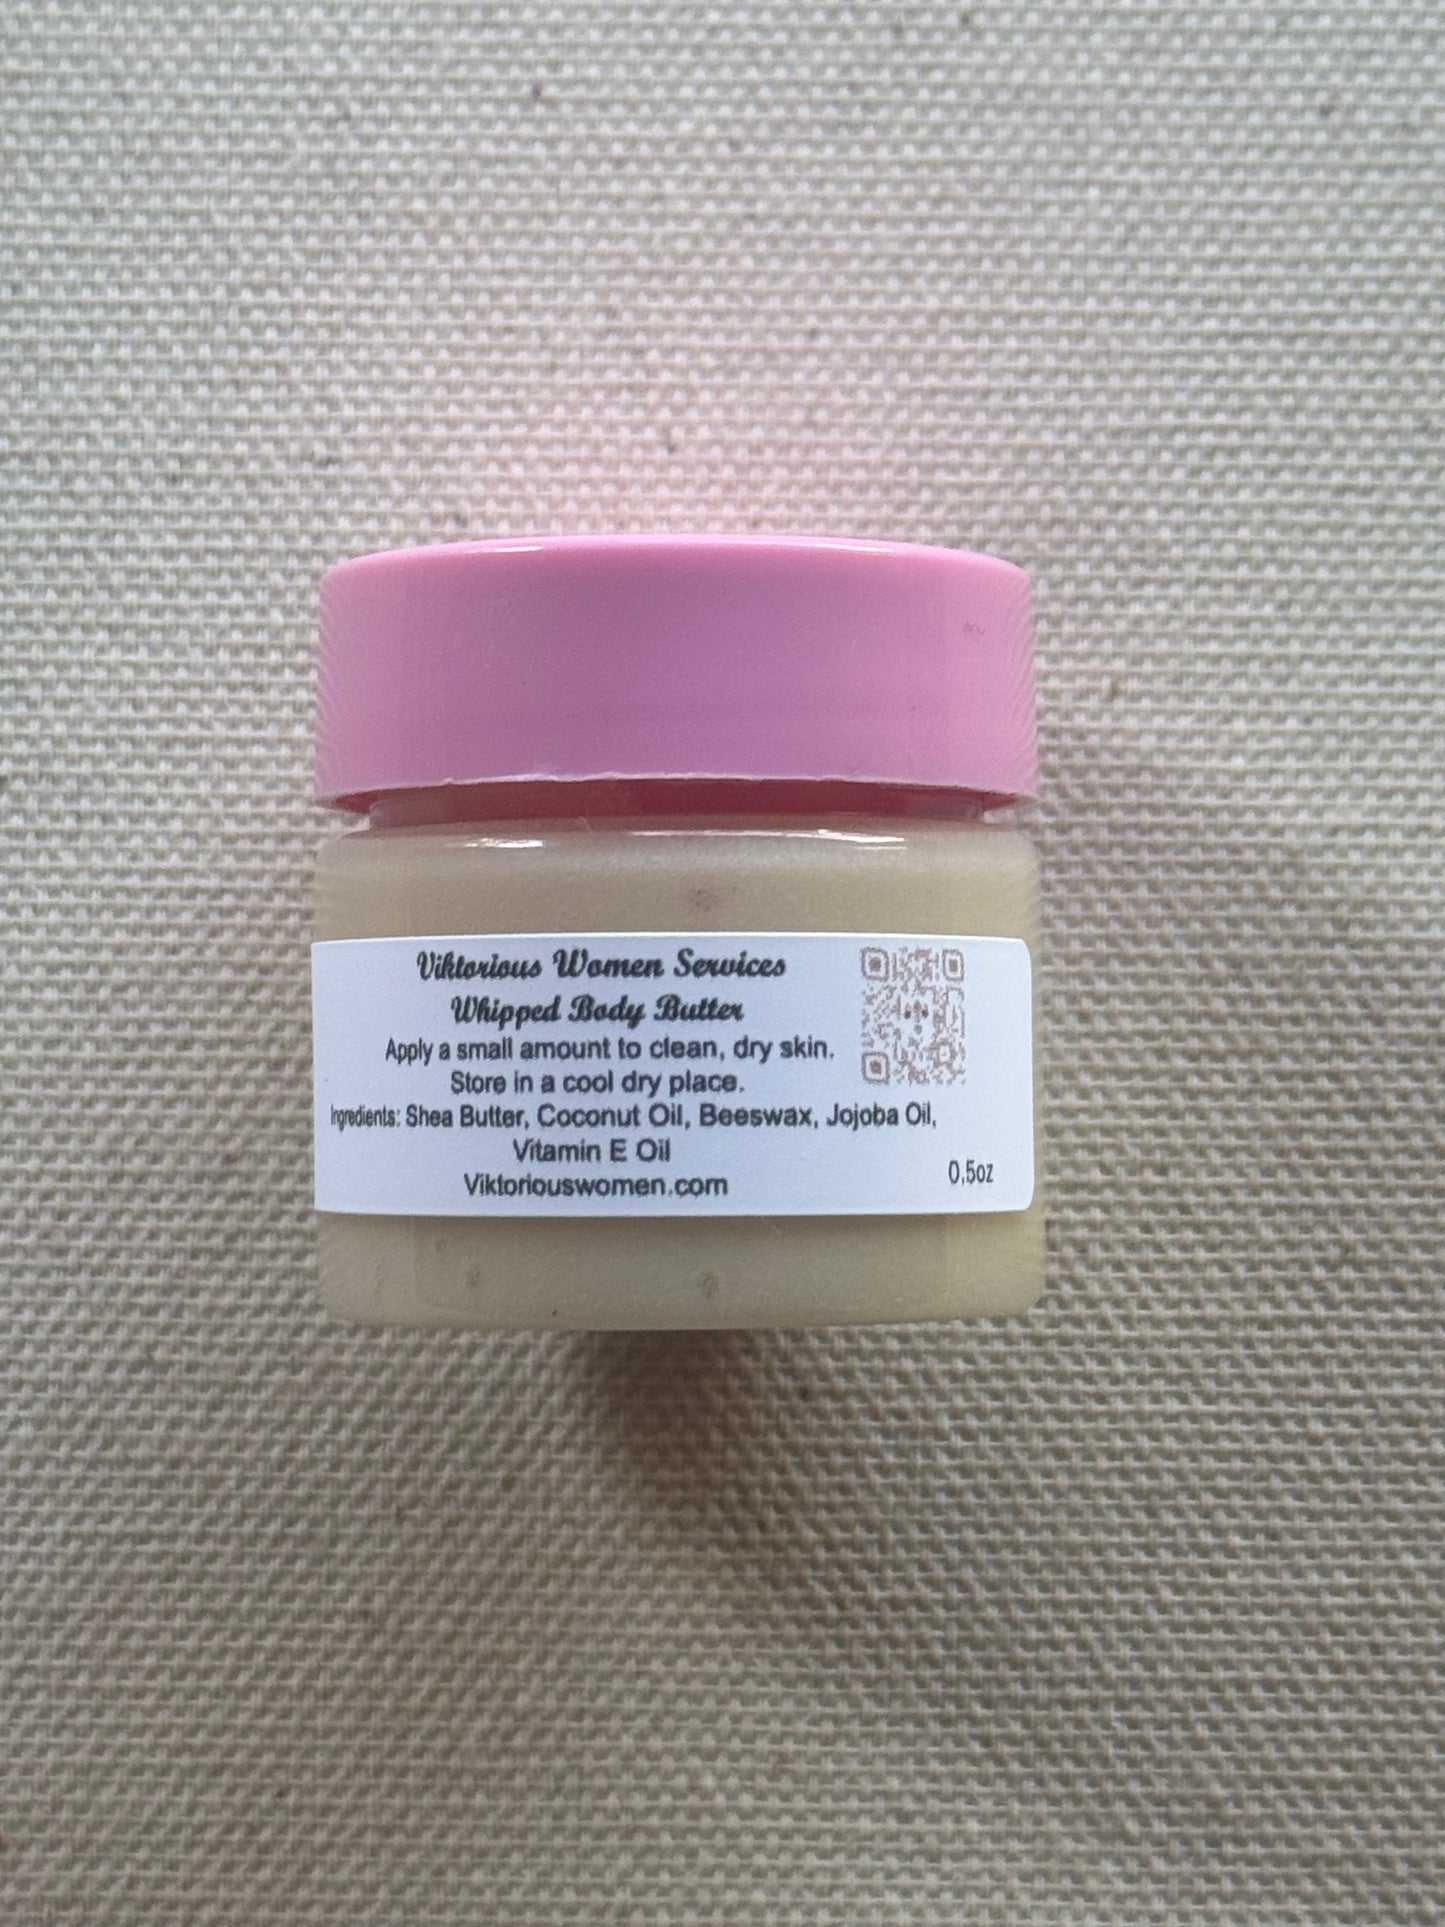 Viktorious Women Services
Whipped Body Butter
Apply a small amount to clean, dry skin.
Store in a cool dry place.
Ingredients: Shea Butter, Coconut Oil, Beeswax, Jojoba Oil,
Vitamin E Oil
Viktoriouswomen.com
0.5oz